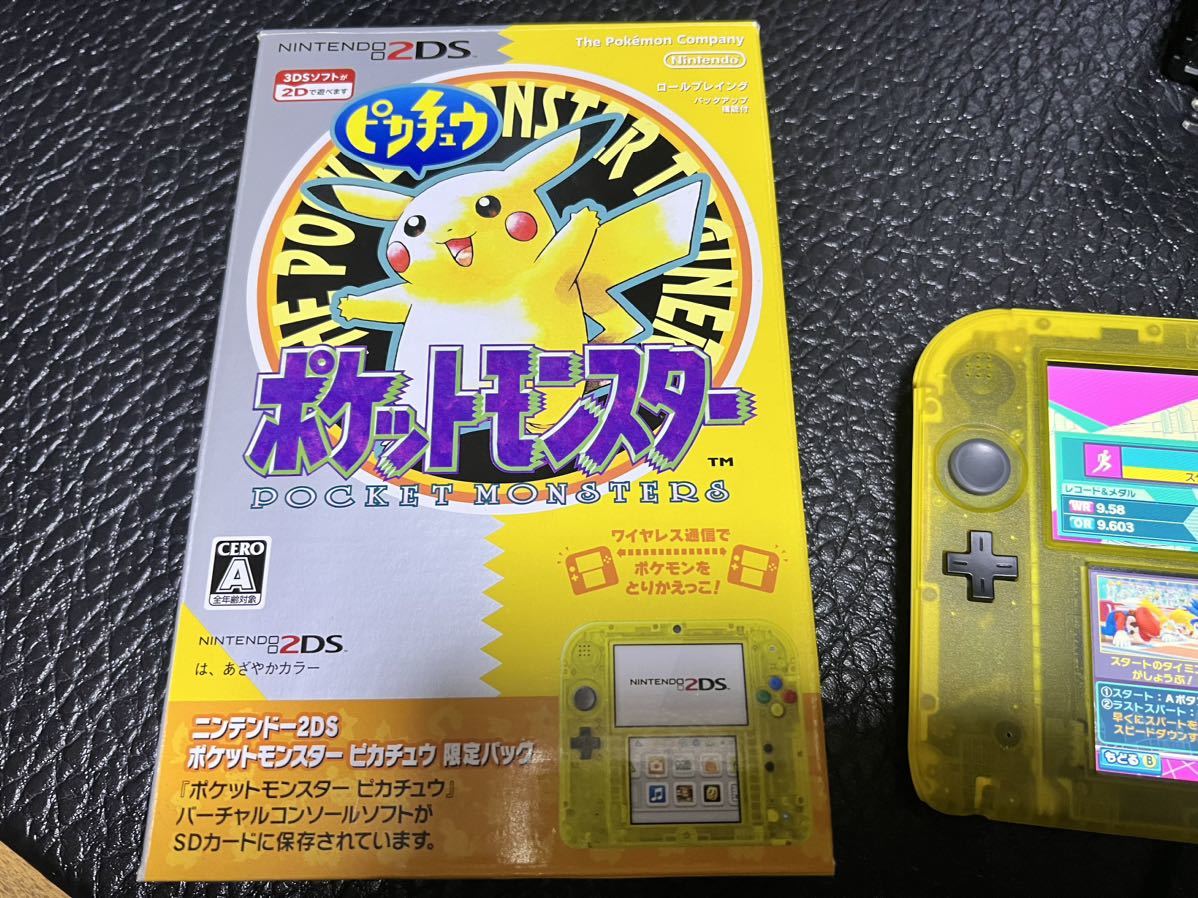 NINTENDO 2DS™
The Pokémon Company
Nintendo
3DSソフトが
2Dで遊べます
ロールプレイング
バックアップ
機能付
ピカチュウ
THE POK MONSTER T INER
ポケットモンスター™
POCKET MONSTERS
CERO
A
全年齢対象
ワイヤレス通信で
ポケモンを
とりかえっこ!
NINTENDO 2DS™
は、あざやかカラー
NINTENDO 2DS™
ニンテンドー2DS
ポケットモンスター ピカチュウ 限定パック
『ポケットモンスター ピカチュウ』
バーチャルコンソールソフトが
SDカードに保存されています。
レコード&メダル
WR 9.58
OR 9.603
スタートのタイミ
がしょうぶ!
①スタート:Aボタ
②ラストスパート:
早くにスパートを
スピードダウンす
もどる B